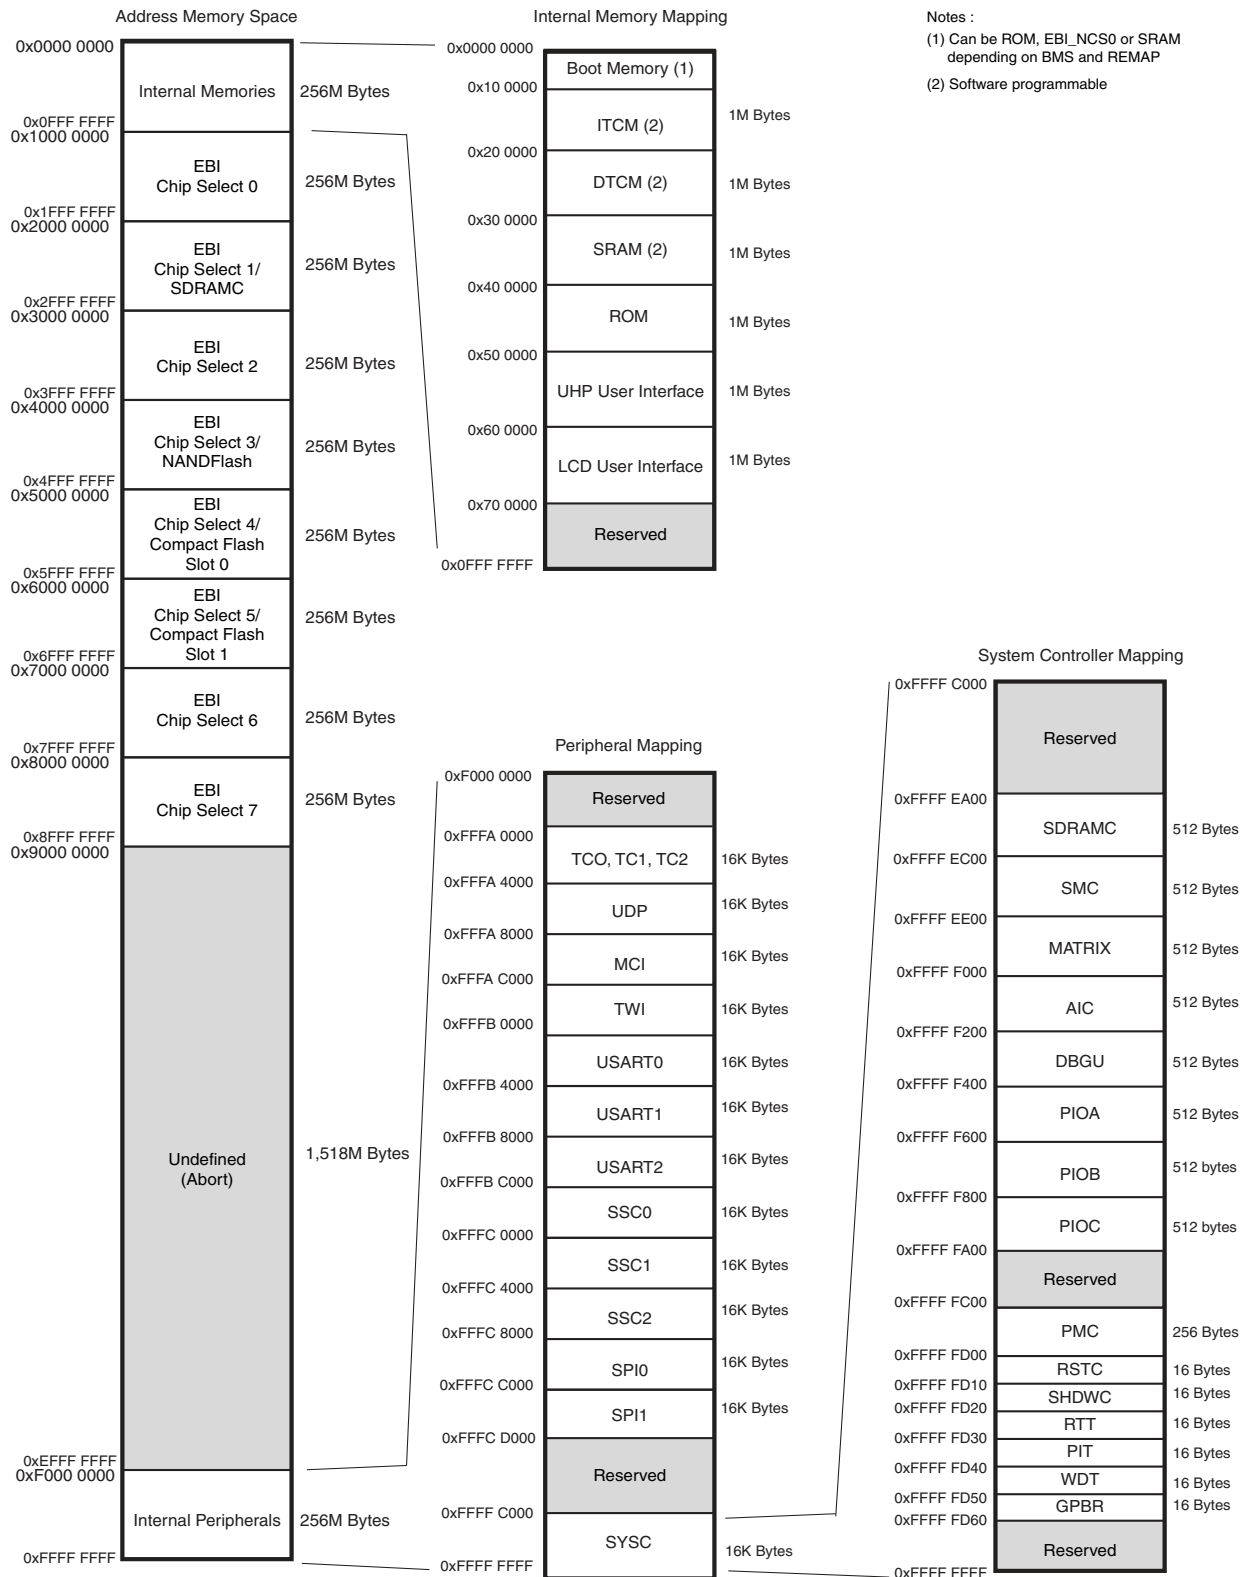 Address Memory Space
0x0000 0000
Internal Memories
256M Bytes
0x0FFF FFFF
0x1000 0000
EBI
Chip Select 0
256M Bytes
0x1FFF FFFF
0x2000 0000
EBI
Chip Select 1/
SDRAMC
256M Bytes
0x2FFF FFFF
0x3000 0000
EBI
Chip Select 2
256M Bytes
0x3FFF FFFF
0x4000 0000
EBI
Chip Select 3/
NANDFlash
256M Bytes
0x4FFF FFFF
0x5000 0000
EBI
Chip Select 4/
Compact Flash
Slot 0
256M Bytes
0x5FFF FFFF
0x6000 0000
EBI
Chip Select 5/
Compact Flash
Slot 1
256M Bytes
0x6FFF FFFF
0x7000 0000
EBI
Chip Select 6
256M Bytes
0x7FFF FFFF
0x8000 0000
EBI
Chip Select 7
256M Bytes
0x8FFF FFFF
0x9000 0000
Undefined
(Abort)
1,518M Bytes
0xEFFF FFFF
0xF000 0000
Internal Peripherals
256M Bytes
0xFFFF FFFF
Internal Memory Mapping
0x0000 0000
Boot Memory (1)
0x10 0000
ITCM (2)
1M Bytes
0x20 0000
DTCM (2)
1M Bytes
0x30 0000
SRAM (2)
1M Bytes
0x40 0000
ROM
1M Bytes
0x50 0000
UHP User Interface
1M Bytes
0x60 0000
LCD User Interface
1M Bytes
0x70 0000
Reserved
0x0FFF FFFF
Notes :
(1) Can be ROM, EBI_NCS0 or SRAM
depending on BMS and REMAP
(2) Software programmable
Peripheral Mapping
0xF000 0000
Reserved
0xFFFA 0000
TCO, TC1, TC2
16K Bytes
0xFFFA 4000
UDP
16K Bytes
0xFFFA 8000
MCI
16K Bytes
0xFFFA C000
TWI
16K Bytes
0xFFFB 0000
USART0
16K Bytes
0xFFFB 4000
USART1
16K Bytes
0xFFFB 8000
USART2
16K Bytes
0xFFFB C000
SSC0
16K Bytes
0xFFFC 0000
SSC1
16K Bytes
0xFFFC 4000
SSC2
16K Bytes
0xFFFC 8000
SPI0
16K Bytes
0xFFFC C000
SPI1
16K Bytes
0xFFFC D000
Reserved
0xFFFF C000
SYSC
16K Bytes
0xFFFF FFFF
System Controller Mapping
0xFFFF C000
Reserved
0xFFFF EA00
SDRAMC
512 Bytes
0xFFFF EC00
SMC
512 Bytes
0xFFFF EE00
MATRIX
512 Bytes
0xFFFF F000
AIC
512 Bytes
0xFFFF F200
DBGU
512 Bytes
0xFFFF F400
PIOA
512 Bytes
0xFFFF F600
PIOB
512 bytes
0xFFFF F800
PIOC
512 bytes
0xFFFF FA00
Reserved
0xFFFF FC00
PMC
256 Bytes
0xFFFF FD00
RSTC
16 Bytes
0xFFFF FD10
SHDWC
16 Bytes
0xFFFF FD20
RTT
16 Bytes
0xFFFF FD30
PIT
16 Bytes
0xFFFF FD40
WDT
16 Bytes
0xFFFF FD50
GPBR
16 Bytes
0xFFFF FD60
Reserved
0xFFFF FFFF